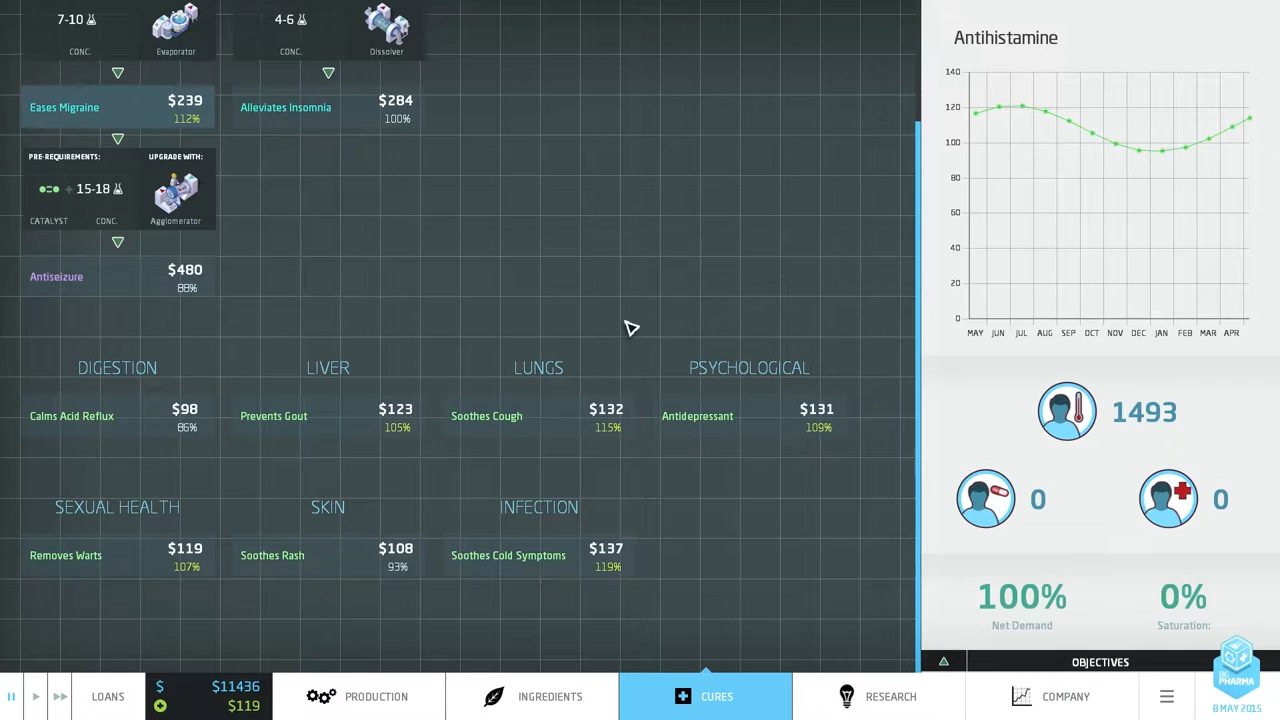 7-10
CONC.
Evaporator
4-6
CONC.
Dissolver
Eases Migraine
$239
112%
Alleviates Insomnia
$284
100%
PRE-REQUIREMENTS:
UPGRADE WITH:
+ 15-18
CATALYST
CONC.
Agglomerator
Antiseizure
$480
88%
DIGESTION
LIVER
LUNGS
PSYCHOLOGICAL
Calms Acid Reflux
$98
86%
Prevents Gout
$123
105%
Soothes Cough
$132
115%
Antidepressant
$131
109%
SEXUAL HEALTH
SKIN
INFECTION
Removes Warts
$119
107%
Soothes Rash
$108
93%
Soothes Cold Symptoms
$137
119%
Antihistamine
140
120
100
80
60
40
20
0
MAY JUN JUL AUG SEP OCT NOV DEC JAN FEB MAR APR
1493
0
0
100%
Net Demand
0%
Saturation:
OBJECTIVES
LOANS
$ $11436
$119
PRODUCTION
INGREDIENTS
CURES
RESEARCH
COMPANY
BIG
PHARMA
8 MAY 2015